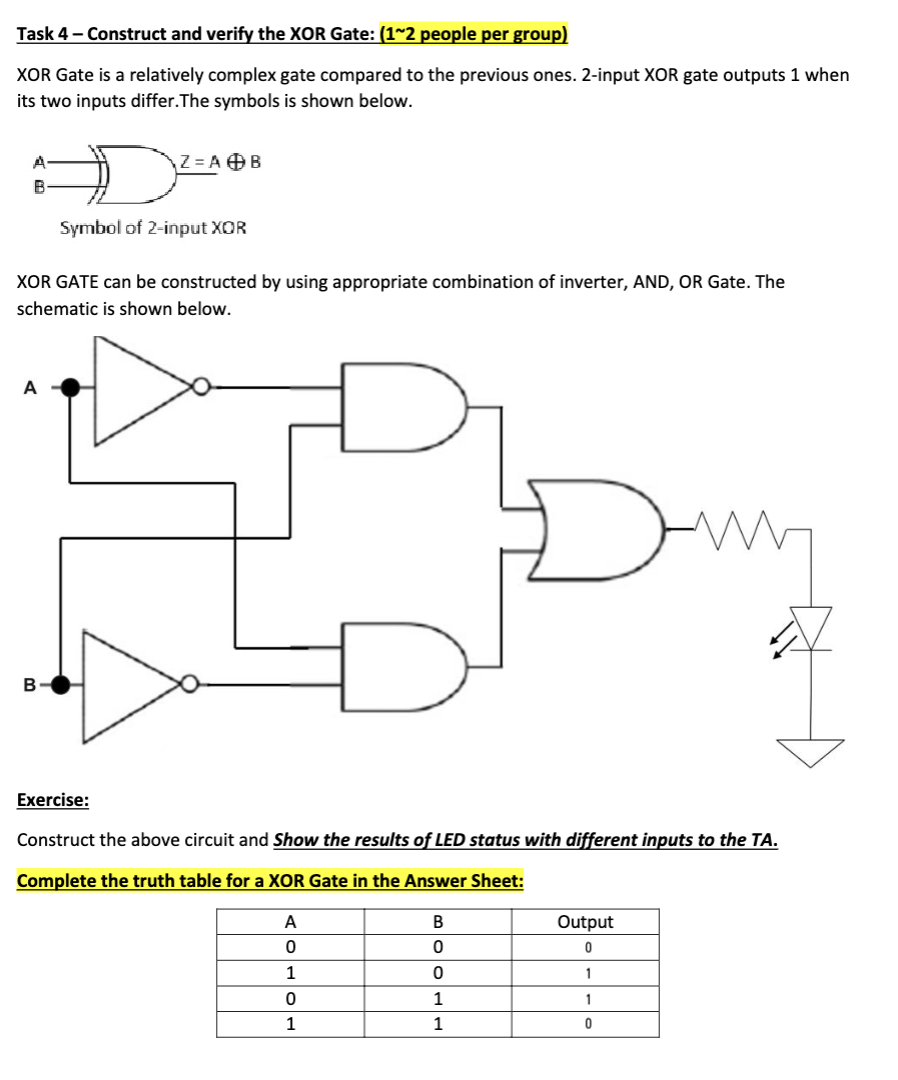 Task 4 – Construct and verify the XOR Gate: (1~2 people per group)
XOR Gate is a relatively complex gate compared to the previous ones. 2-input XOR gate outputs 1 when
its two inputs differ.The symbols is shown below.
A
Z = A ⊕ B
B
Symbol of 2-input XOR
XOR GATE can be constructed by using appropriate combination of inverter, AND, OR Gate. The
schematic is shown below.
A
B
Exercise:
Construct the above circuit and Show the results of LED status with different inputs to the TA.
Complete the truth table for a XOR Gate in the Answer Sheet:
A B Output
0 0 0
1 0 1
0 1 1
1 1 0